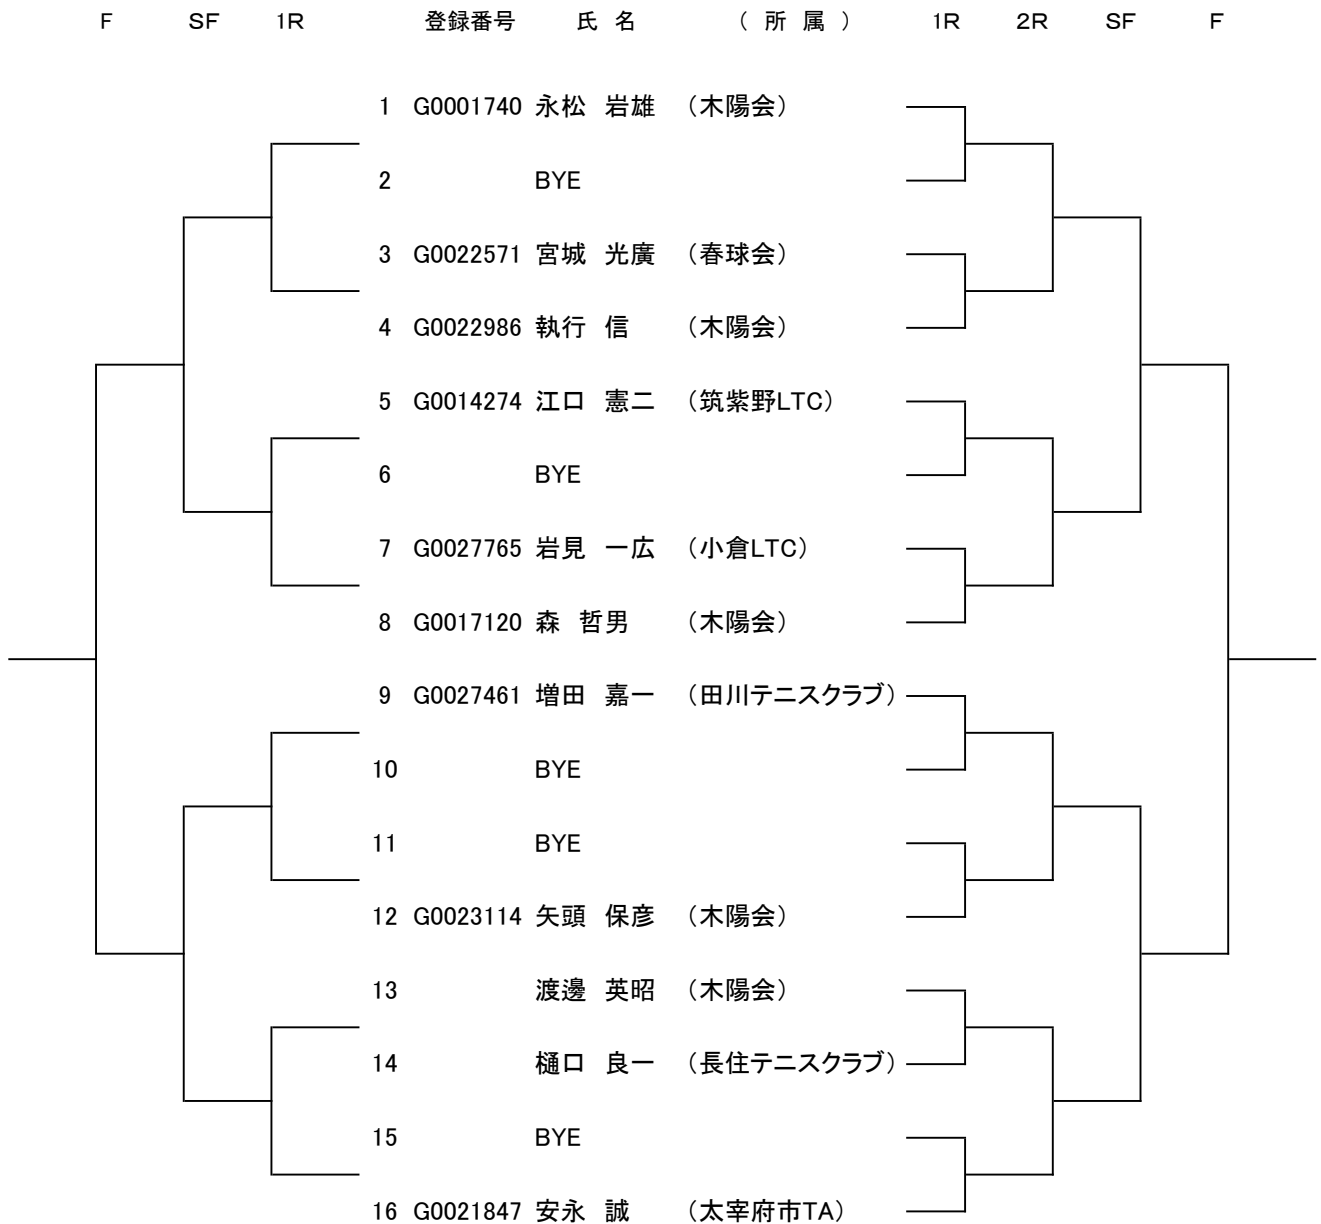 F SF 1R 登録番号 氏 名 （ 所 属 ） 1R 2R SF F
1 G0001740 永松 岩雄 （木陽会）
2 BYE
3 G0022571 宮城 光廣 （春球会）
4 G0022986 執行 信 （木陽会）
5 G0014274 江口 憲二 （筑紫野LTC）
6 BYE
7 G0027765 岩見 一広 （小倉LTC）
8 G0017120 森 哲男 （木陽会）
9 G0027461 増田 嘉一 （田川テニスクラブ）
10 BYE
11 BYE
12 G0023114 矢頭 保彦 （木陽会）
13 渡邊 英昭 （木陽会）
14 樋口 良一 （長住テニスクラブ）
15 BYE
16 G0021847 安永 誠 （太宰府市TA）